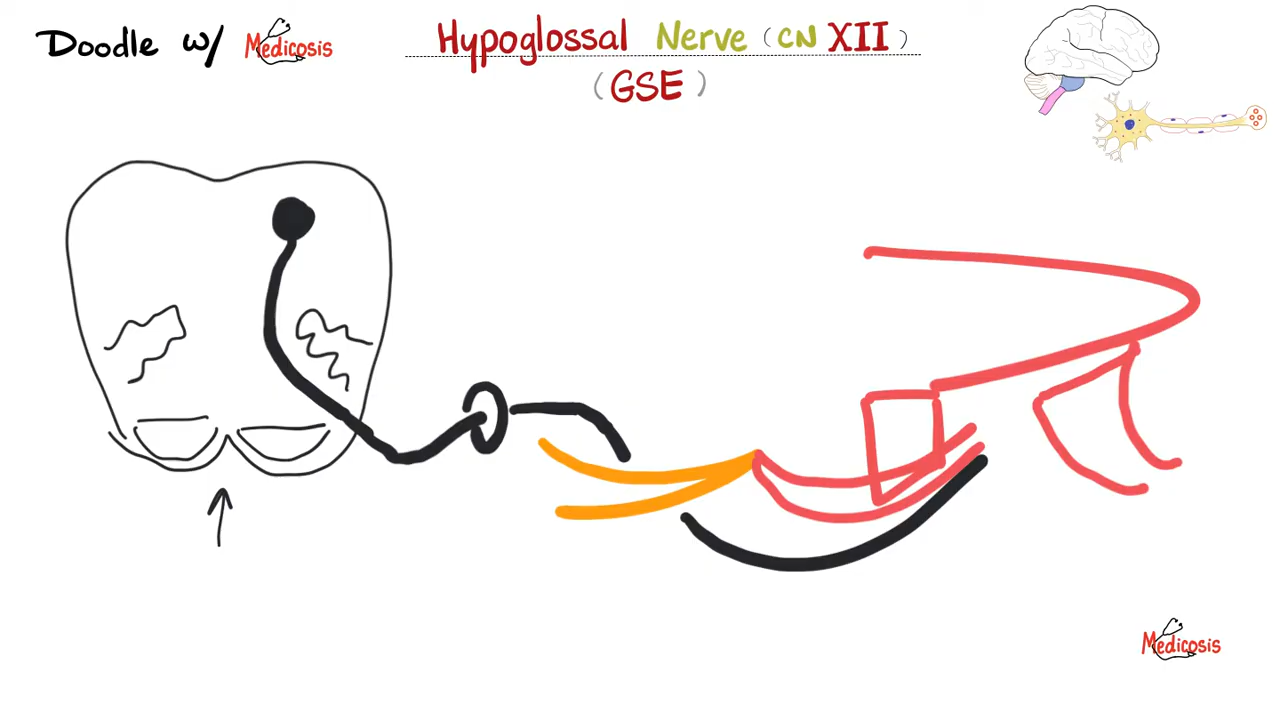 Doodle w/ Medicosis
Hypoglossal Nerve (CN XII)
(GSE)
Medicosis